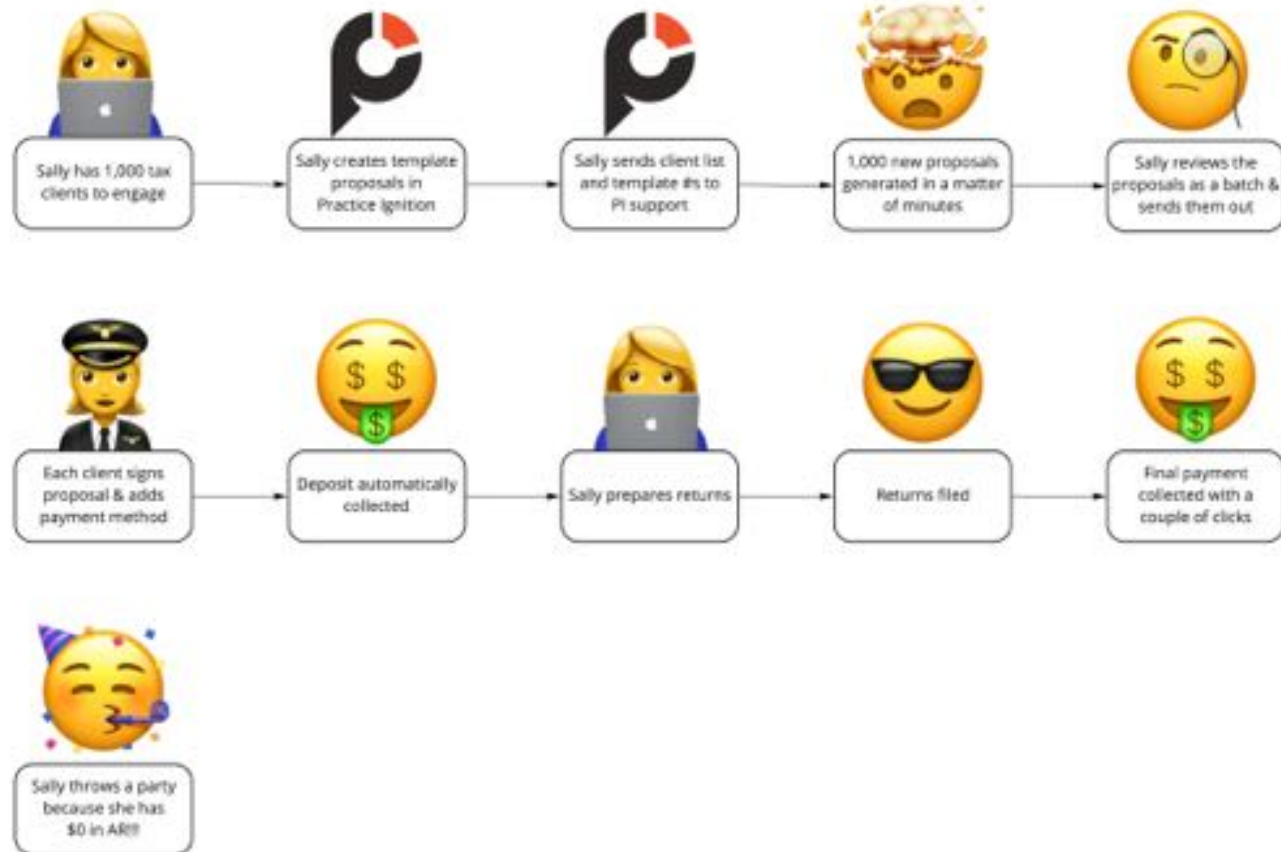 Sally has 1,000 tax
clients to engage
Sally creates template
proposals in
Practice Ignition
Sally sends client list
and template #s to
PI support
1,000 new proposals
generated in a matter
of minutes
Sally reviews the
proposals as a batch &
sends them out
Each client signs
proposal & adds
payment method
Deposit automatically
collected
Sally prepares returns
Returns filed
Final payment
collected with a
couple of clicks
Sally throws a party
because she has
$0 in AR!!!